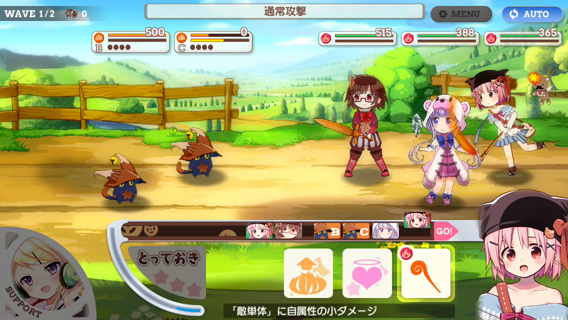 WAVE 1/2 0
通常攻撃
MENU
AUTO
B 500
C 0
515
388
365
B
C
GO!
とっておき
SUPPORT
「敵単体」に自属性の小ダメージ